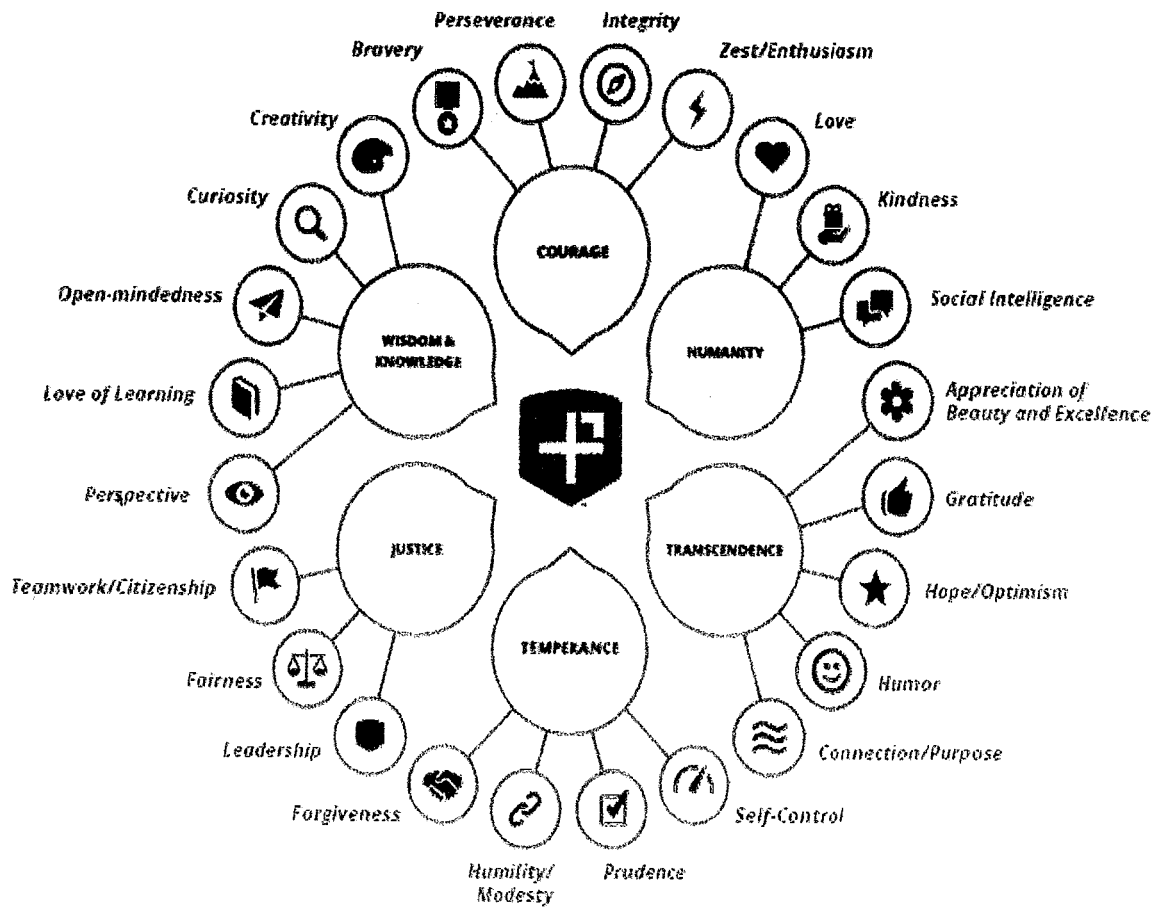 Perseverance
Integrity
Bravery
Zest/Enthusiasm
Creativity
Love
Curiosity
Kindness
COURAGE
Open-mindedness
Social Intelligence
WISDOM &
KNOWLEDGE
HUMANITY
Love of Learning
Appreciation of
Beauty and Excellence
Perspective
Gratitude
JUSTICE
TRANSCENDENCE
Teamwork/Citizenship
Hope/Optimism
TEMPERANCE
Fairness
Humor
Leadership
Connection/Purpose
Forgiveness
Self-Control
Humility/
Modesty
Prudence